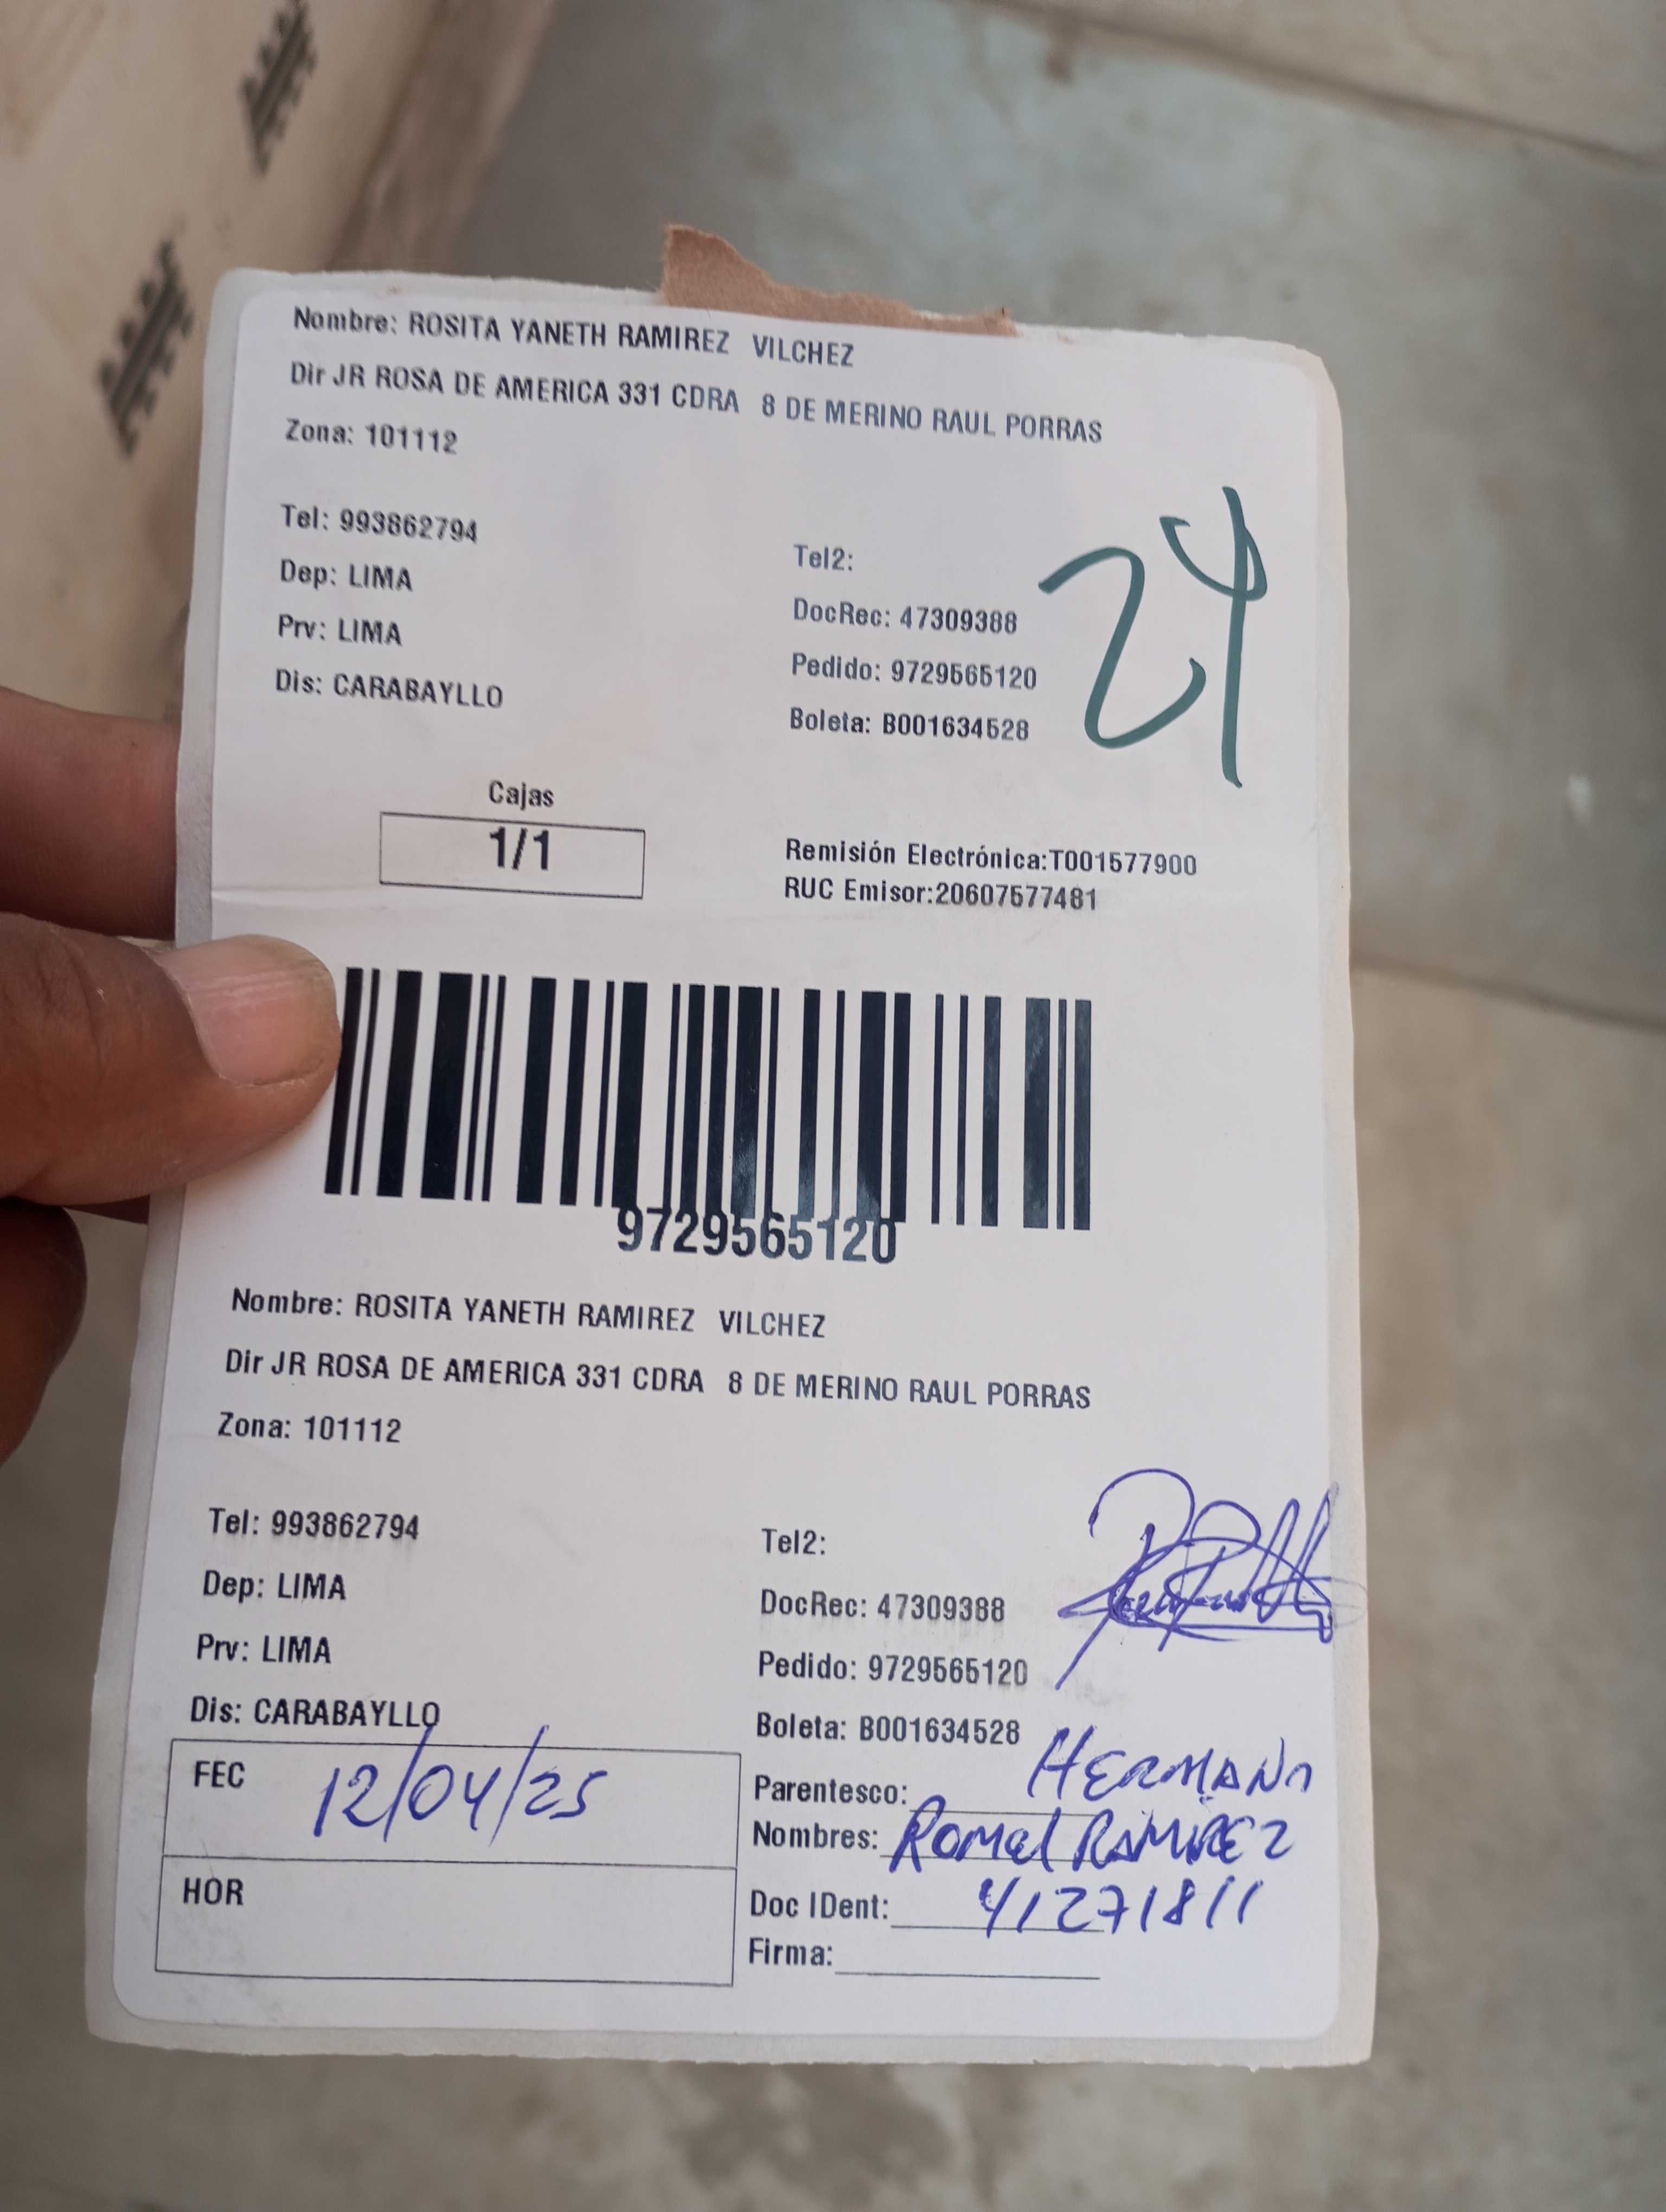 Nombre: ROSITA YANETH RAMIREZ VILCHEZ
Dir JR ROSA DE AMERICA 331 CDRA 8 DE MERINO RAUL PORRAS
Zona: 101112
Tel: 993862794
Tel2:
Dep: LIMA
DocRec: 47309388
Prv: LIMA
Pedido: 9729565120
Dis: CARABAYLLO
Boleta: B001634528
24
Cajas
1/1
Remisión Electrónica:T001577900
RUC Emisor:20607577481
9729565120
Nombre: ROSITA YANETH RAMIREZ VILCHEZ
Dir JR ROSA DE AMERICA 331 CDRA 8 DE MERINO RAUL PORRAS
Zona: 101112
Tel: 993862794
Tel2:
Dep: LIMA
DocRec: 47309388
Prv: LIMA
Pedido: 9729565120
Dis: CARABAYLLO
Boleta: B001634528
FEC 12/04/25
HOR
Parentesco: HERMANO
Nombres: Romel RAMIREZ
Doc IDent: 41271811
Firma: